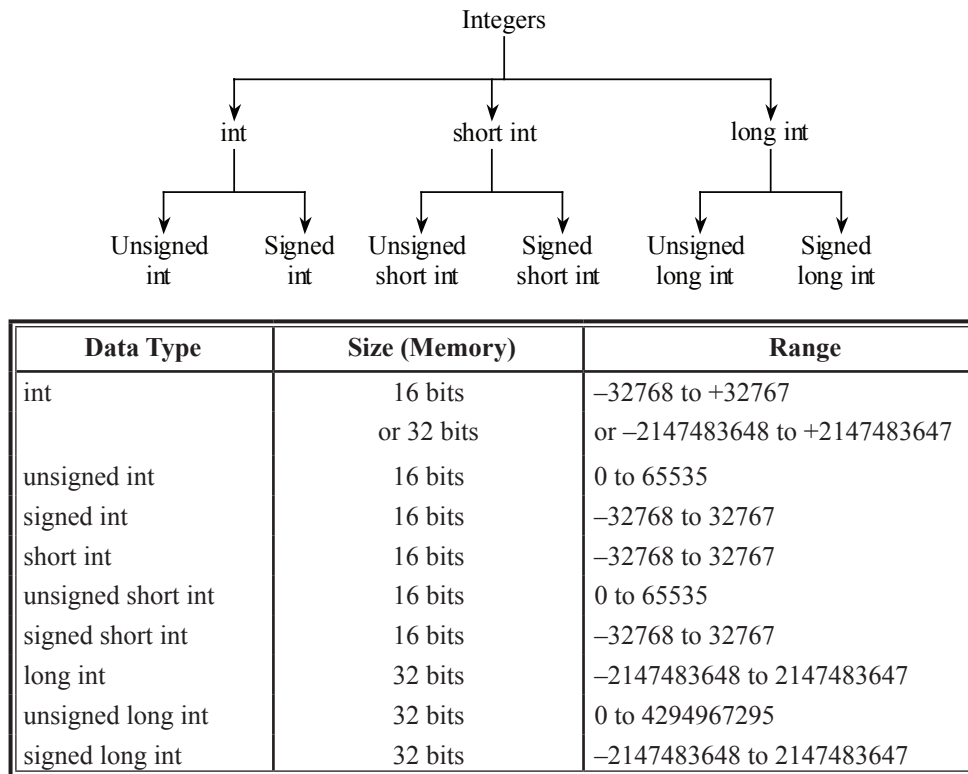 Integers
int short int long int
Unsigned Signed Unsigned Signed Unsigned Signed
int int short int short int long int long int
Data Type Size (Memory) Range
int 16 bits –32768 to +32767
or 32 bits or –2147483648 to +2147483647
unsigned int 16 bits 0 to 65535
signed int 16 bits –32768 to 32767
short int 16 bits –32768 to 32767
unsigned short int 16 bits 0 to 65535
signed short int 16 bits –32768 to 32767
long int 32 bits –2147483648 to 2147483647
unsigned long int 32 bits 0 to 4294967295
signed long int 32 bits –2147483648 to 2147483647